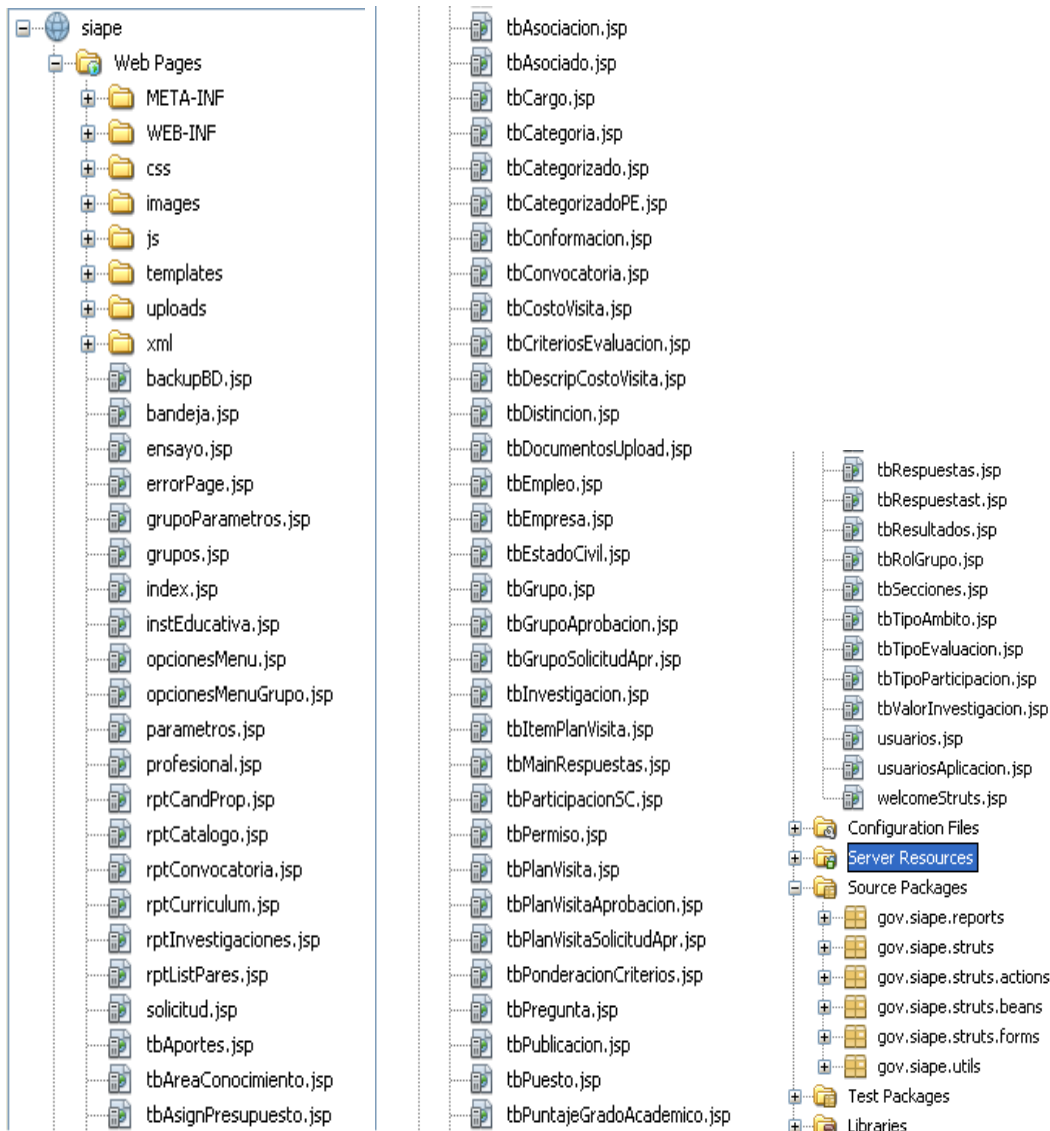 siape
Web Pages
META-INF
WEB-INF
css
images
js
templates
uploads
xml
backupBD.jsp
bandeja.jsp
ensayo.jsp
errorPage.jsp
grupoParametros.jsp
grupos.jsp
index.jsp
instEducativa.jsp
opcionesMenu.jsp
opcionesMenuGrupo.jsp
parametros.jsp
profesional.jsp
rptCandProp.jsp
rptCatalogo.jsp
rptConvocatoria.jsp
rptCurriculum.jsp
rptInvestigaciones.jsp
rptListPares.jsp
solicitud.jsp
tbAportes.jsp
tbAreaConocimiento.jsp
tbAsignPresupuesto.jsp
tbAsociacion.jsp
tbAsociado.jsp
tbCargo.jsp
tbCategoria.jsp
tbCategorizado.jsp
tbCategorizadoPE.jsp
tbConformacion.jsp
tbConvocatoria.jsp
tbCostoVisita.jsp
tbCriteriosEvaluacion.jsp
tbDescripCostoVisita.jsp
tbDistincion.jsp
tbDocumentosUpload.jsp
tbEmpleo.jsp
tbEmpresa.jsp
tbEstadoCivil.jsp
tbGrupo.jsp
tbGrupoAprobacion.jsp
tbGrupoSolicitudApr.jsp
tbInvestigacion.jsp
tbItemPlanVisita.jsp
tbMainRespuestas.jsp
tbParticipacionSC.jsp
tbPermiso.jsp
tbPlanVisita.jsp
tbPlanVisitaAprobacion.jsp
tbPlanVisitaSolicitudApr.jsp
tbPonderacionCriterios.jsp
tbPregunta.jsp
tbPublicacion.jsp
tbPuesto.jsp
tbPuntajeGradoAcademico.jsp
tbRespuestas.jsp
tbRespuestast.jsp
tbResultados.jsp
tbRolGrupo.jsp
tbSecciones.jsp
tbTipoAmbito.jsp
tbTipoEvaluacion.jsp
tbTipoParticipacion.jsp
tbValorInvestigacion.jsp
usuarios.jsp
usuariosAplicacion.jsp
welcomeStruts.jsp
Configuration Files
Server Resources
Source Packages
gov.siape.reports
gov.siape.struts
gov.siape.struts.actions
gov.siape.struts.beans
gov.siape.struts.forms
gov.siape.utils
Test Packages
Libraries